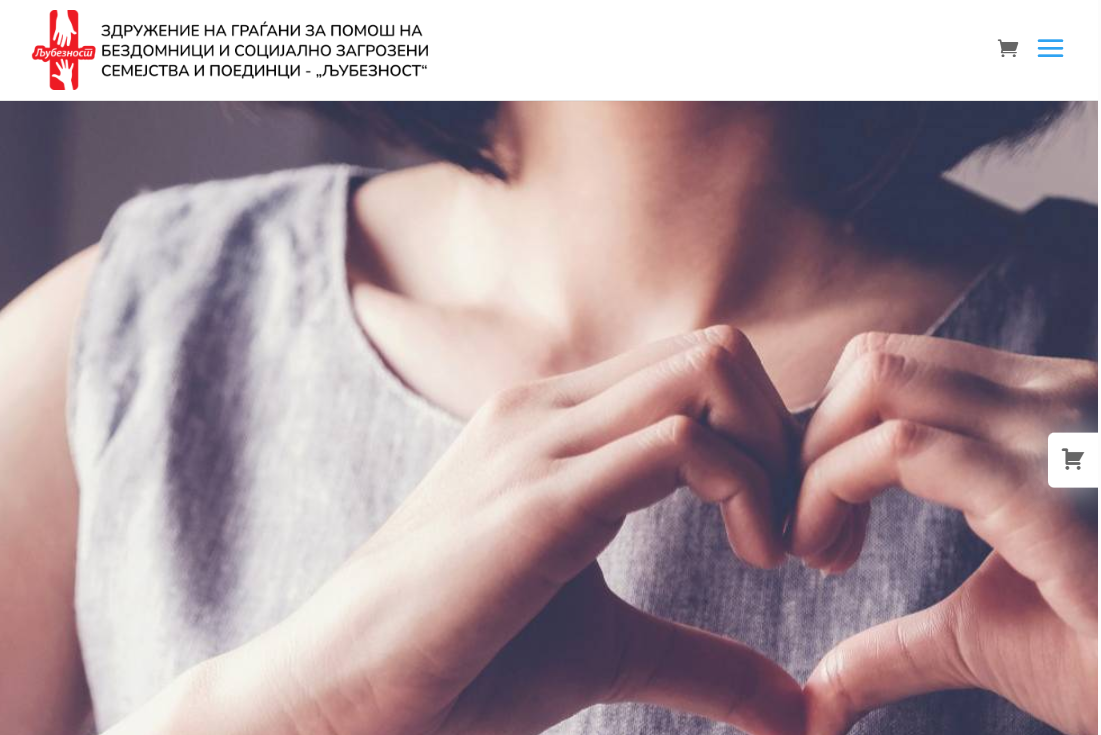 Љубезност
ЗДРУЖЕНИЕ НА ГРАЃАНИ ЗА ПОМОШ НА
БЕЗДОМНИЦИ И СОЦИЈАЛНО ЗАГРОЗЕНИ
СЕМЕЈСТВА И ПОЕДИНЦИ - „ЉУБЕЗНОСТ“